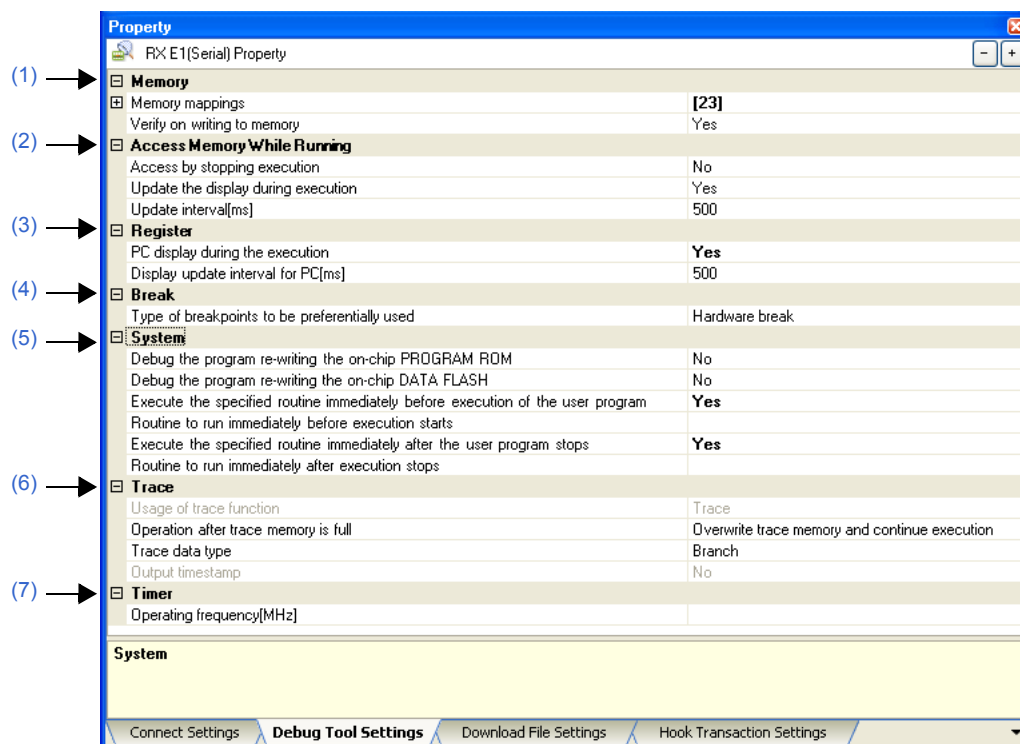 Property
RX E1(Serial) Property
(1) Memory
Memory mappings [23]
Verify on writing to memory Yes
(2) Access Memory While Running
Access by stopping execution No
Update the display during execution Yes
Update interval[ms] 500
(3) Register
PC display during the execution Yes
Display update interval for PC[ms] 500
(4) Break
Type of breakpoints to be preferentially used Hardware break
(5) System
Debug the program re-writing the on-chip PROGRAM ROM No
Debug the program re-writing the on-chip DATA FLASH No
Execute the specified routine immediately before execution of the user program Yes
Routine to run immediately before execution starts
Execute the specified routine immediately after the user program stops Yes
Routine to run immediately after execution stops
(6) Trace
Usage of trace function Trace
Operation after trace memory is full Overwrite trace memory and continue execution
Trace data type Branch
Output timestamp No
(7) Timer
Operating frequency[MHz]
System
Connect Settings Debug Tool Settings Download File Settings Hook Transaction Settings